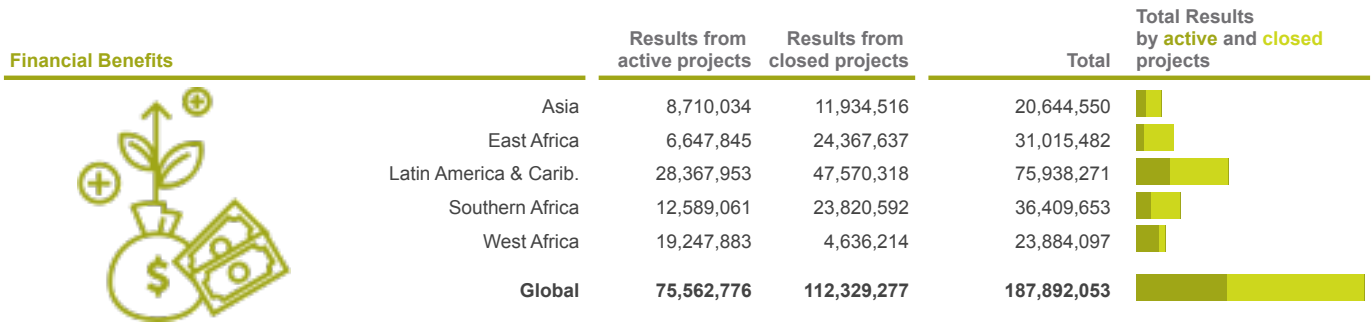 Financial Benefits
Results from active projects
Results from closed projects
Total
Total Results by active and closed projects
Asia 8,710,034 11,934,516 20,644,550
East Africa 6,647,845 24,367,637 31,015,482
Latin America & Carib. 28,367,953 47,570,318 75,938,271
Southern Africa 12,589,061 23,820,592 36,409,653
West Africa 19,247,883 4,636,214 23,884,097
$
Global 75,562,776 112,329,277 187,892,053